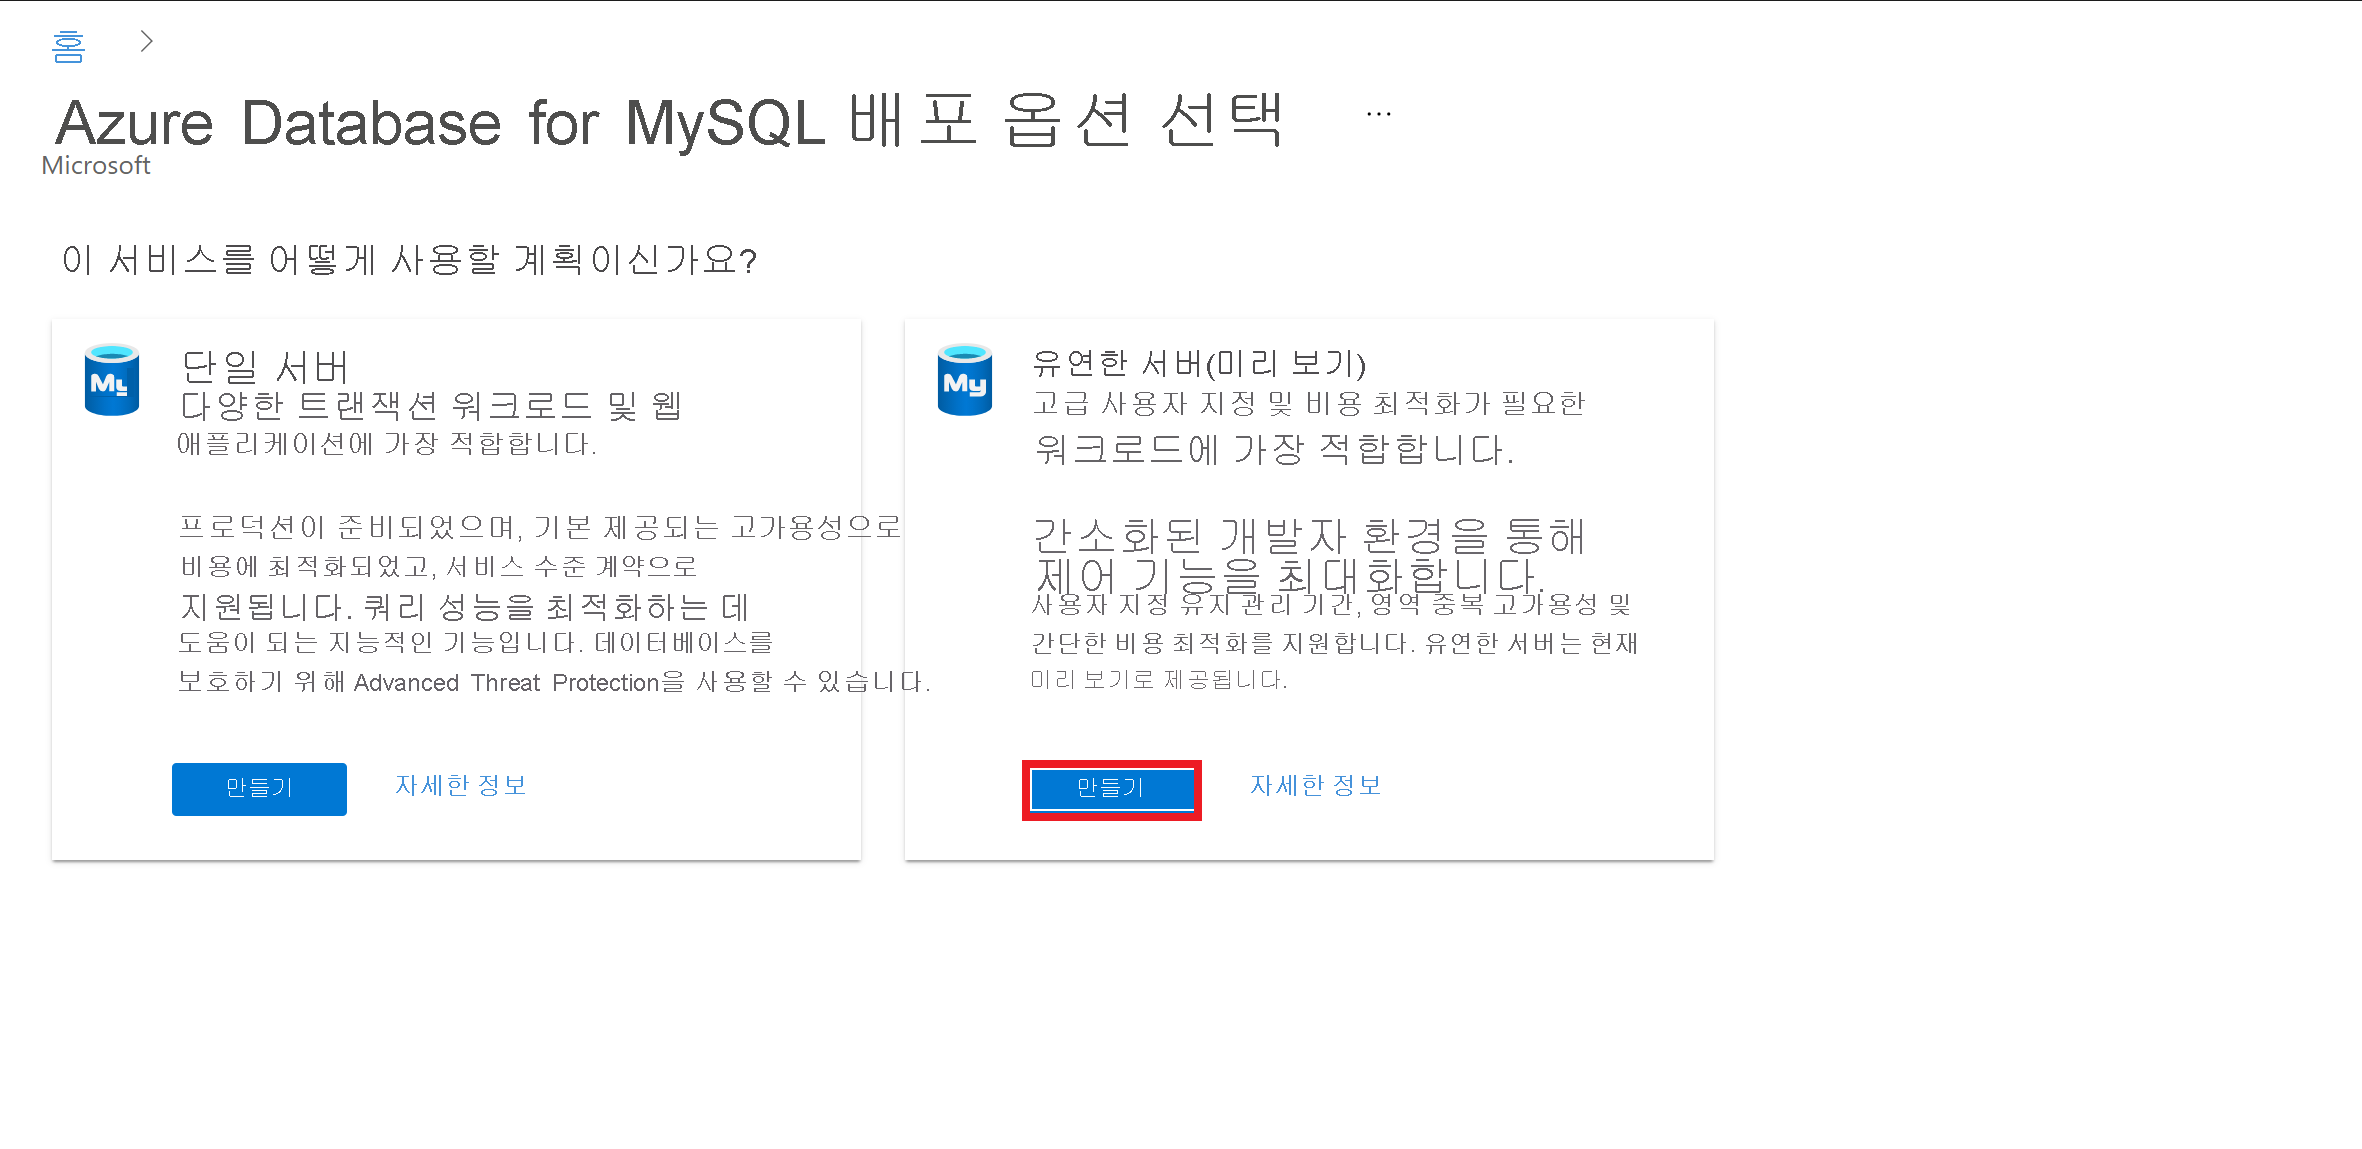 홈
Azure Database for MySQL 배포 옵션 선택 ...
Microsoft
이 서비스를 어떻게 사용할 계획이신가요?
My
단일 서버
다양한 트랜잭션 워크로드 및 웹
애플리케이션에 가장 적합합니다.
프로덕션이 준비되었으며, 기본 제공되는 고가용성으로
비용에 최적화되었고, 서비스 수준 계약으로
지원됩니다. 쿼리 성능을 최적화하는 데
도움이 되는 지능적인 기능입니다. 데이터베이스를
보호하기 위해 Advanced Threat Protection을 사용할 수 있습니다.
만들기
자세한 정보
My
유연한 서버(미리 보기)
고급 사용자 지정 및 비용 최적화가 필요한
워크로드에 가장 적합합니다.
간소화된 개발자 환경을 통해
제어 기능을 최대화합니다.
사용자 지정 유지 관리 기간, 영역 중복 고가용성 및
간단한 비용 최적화를 지원합니다. 유연한 서버는 현재
미리 보기로 제공됩니다.
만들기
자세한 정보